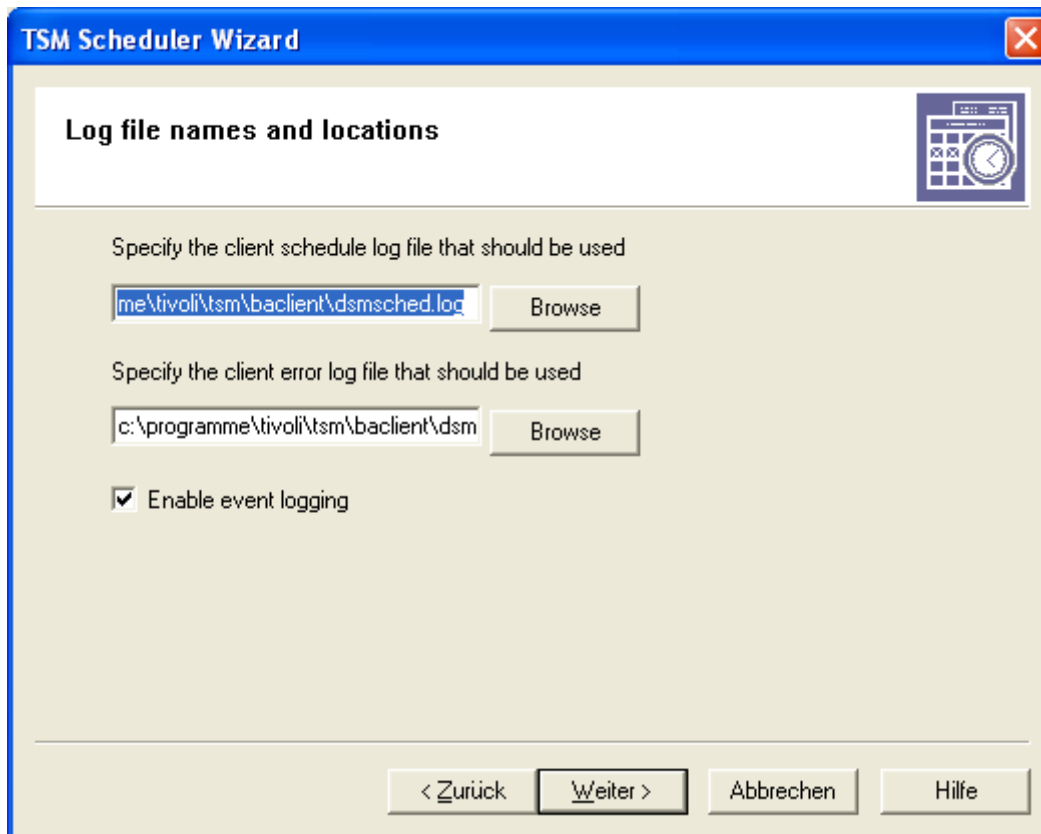 TSM Scheduler Wizard
Log file names and locations
Specify the client schedule log file that should be used
me\tivoli\tsm\baclient\dsmsched.log
Browse
Specify the client error log file that should be used
c:\programme\tivoli\tsm\baclient\dsm
Browse
Enable event logging
< Zurück
Weiter >
Abbrechen
Hilfe